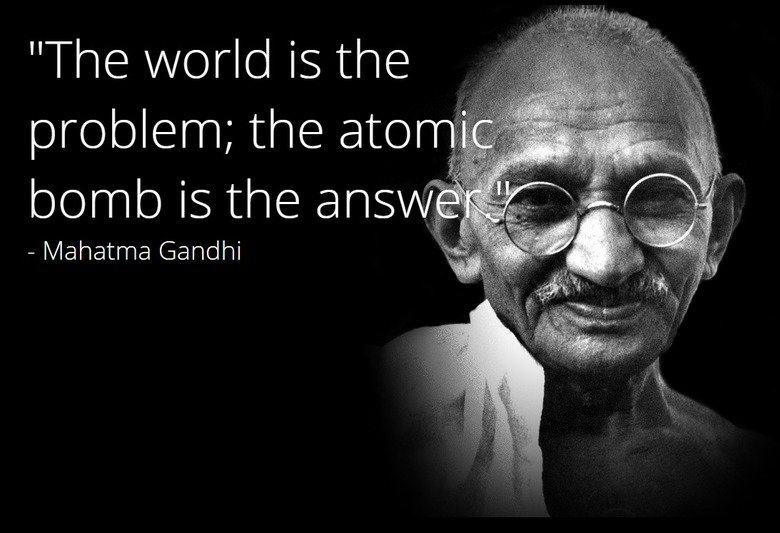 "The world is the
problem; the atomic
bomb is the answer."
- Mahatma Gandhi